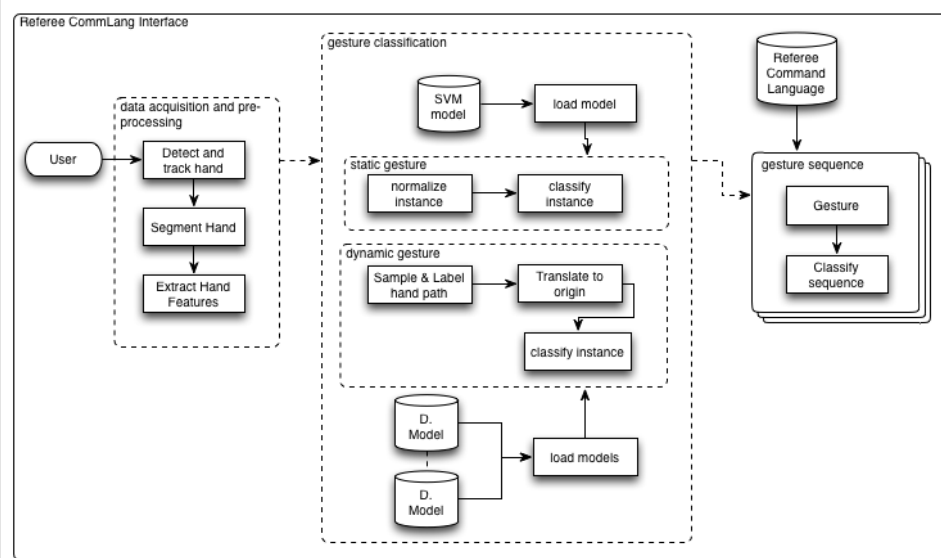 Referee CommLang Interface
User
data acquisition and pre-
processing
Detect and
track hand
Segment Hand
Extract Hand
Features
gesture classification
SVM
model
load model
static gesture
normalize
instance
classify
instance
dynamic gesture
Sample & Label
hand path
Translate to
origin
classify instance
D.
Model
D.
Model
load models
Referee
Command
Language
gesture sequence
Gesture
Classify
sequence